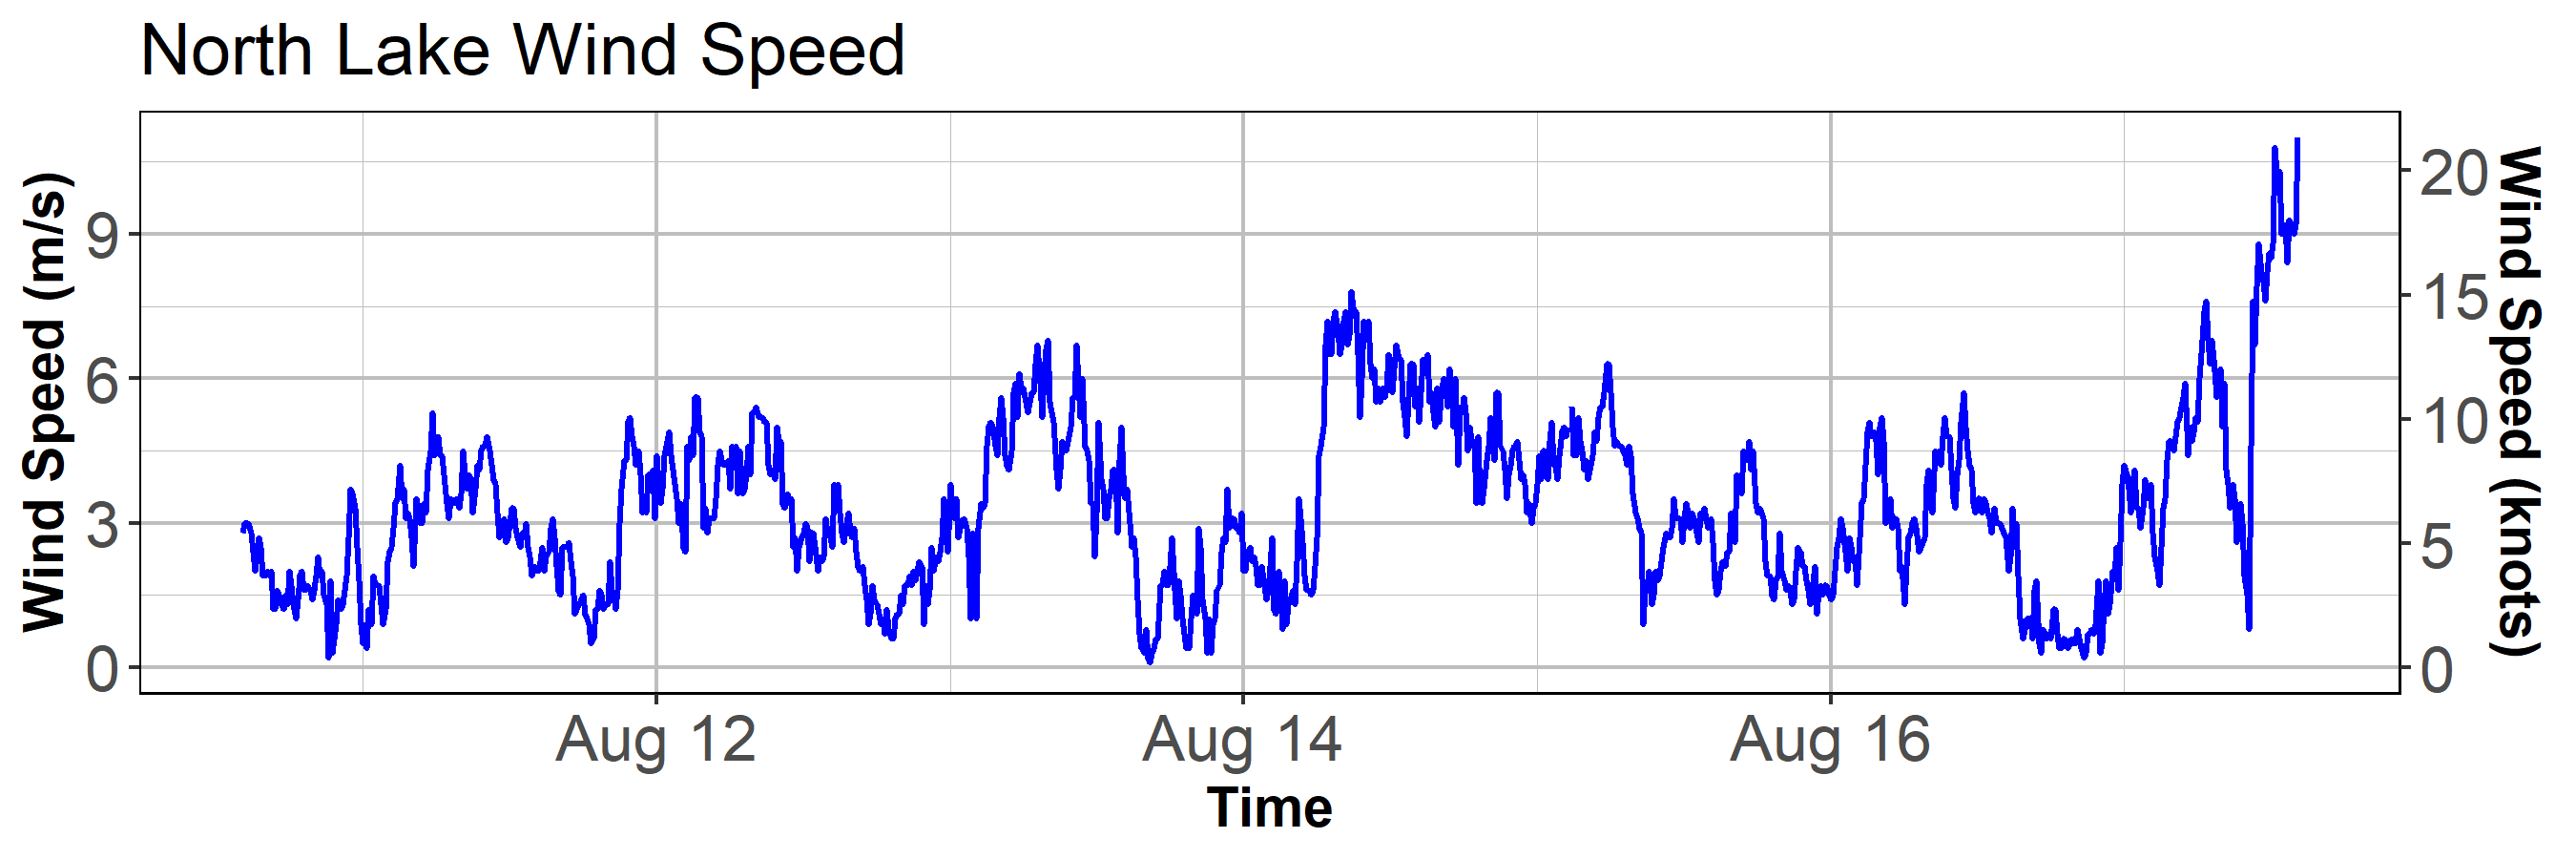 North Lake Wind Speed
Wind Speed (m/s)
9
6
3
0
20
15
10
5
0
Wind Speed (knots)
Aug 12
Aug 14
Aug 16
Time